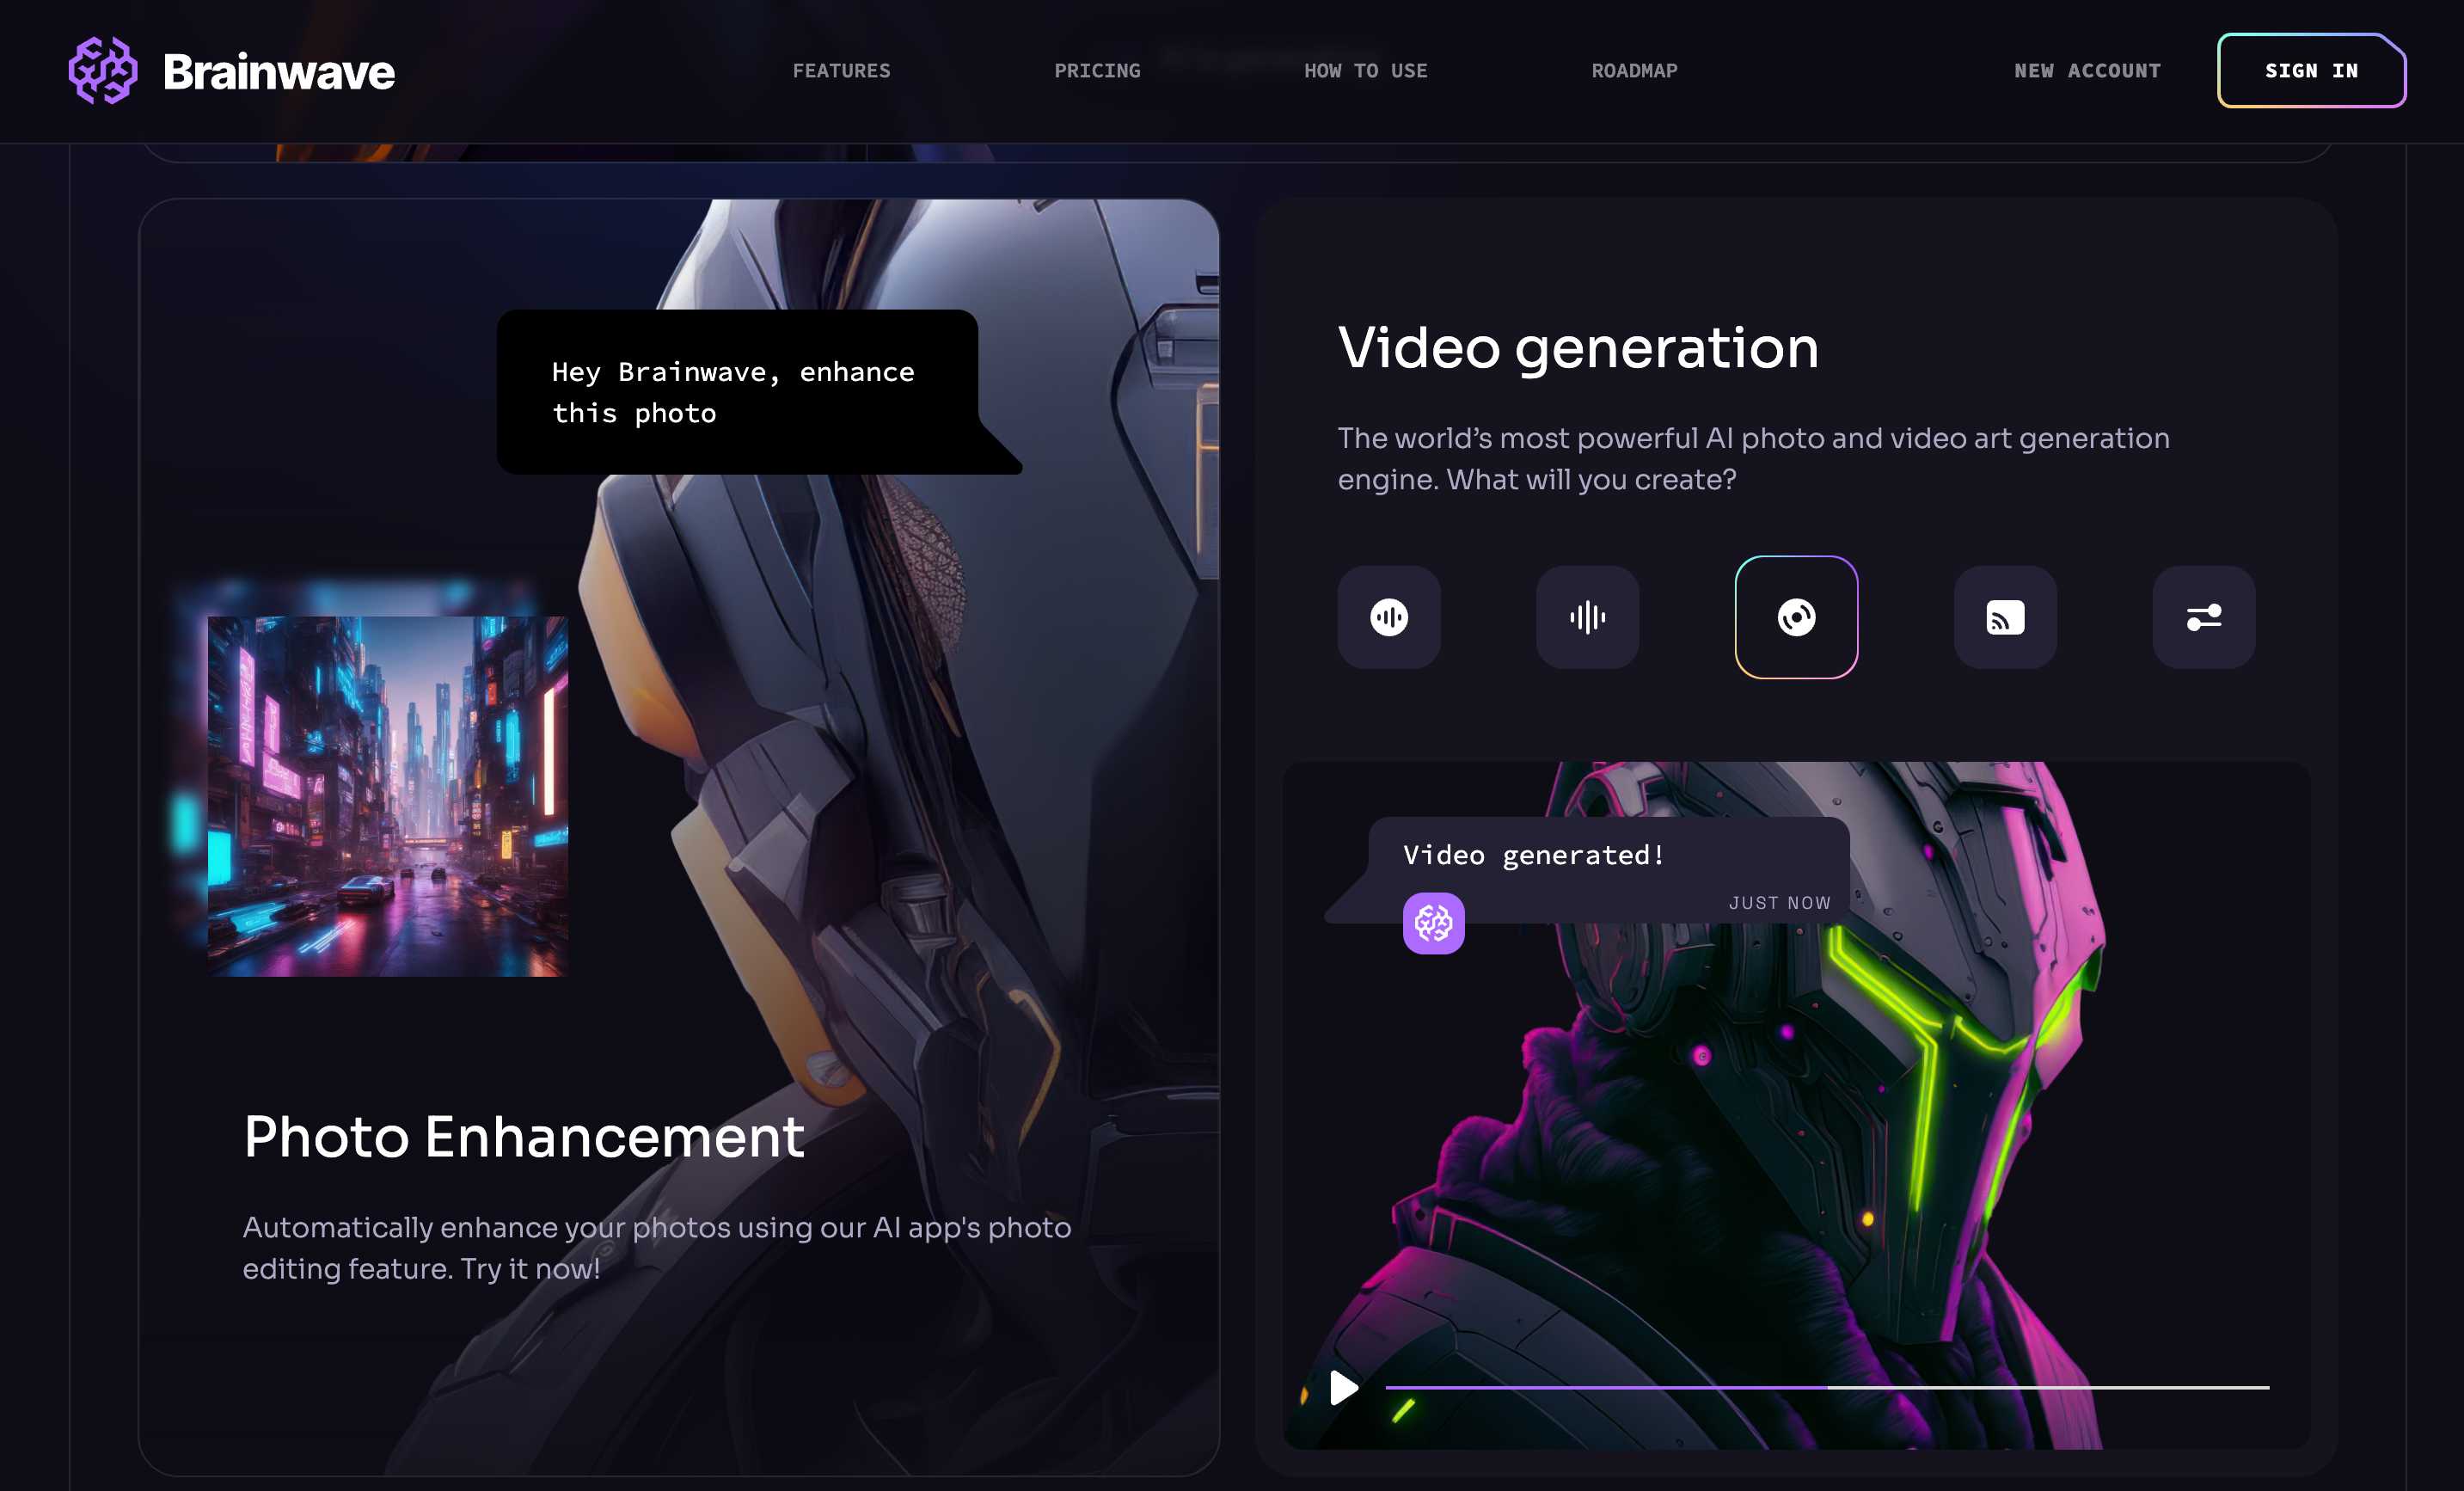 Brainwave
FEATURES
PRICING
HOW TO USE
ROADMAP
NEW ACCOUNT
SIGN IN
Hey Brainwave, enhance
this photo
Photo Enhancement
Automatically enhance your photos using our AI app's photo
editing feature. Try it now!
Video generation
The world’s most powerful AI photo and video art generation
engine. What will you create?
Video generated!
JUST NOW